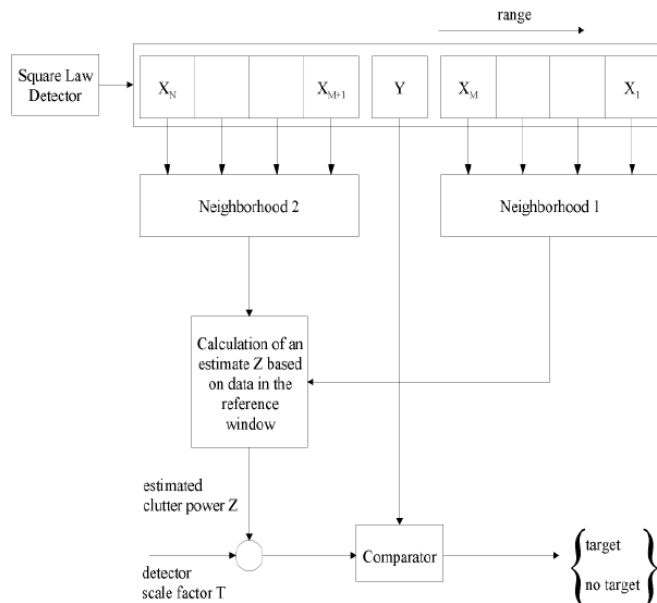 range
Square Law
Detector
X_N X_{M+1} Y X_M X_1
Neighborhood 2
Neighborhood 1
Calculation of an
estimate Z based
on data in the
reference
window
estimated
clutter power Z
detector
scale factor T
Comparator
target
no target